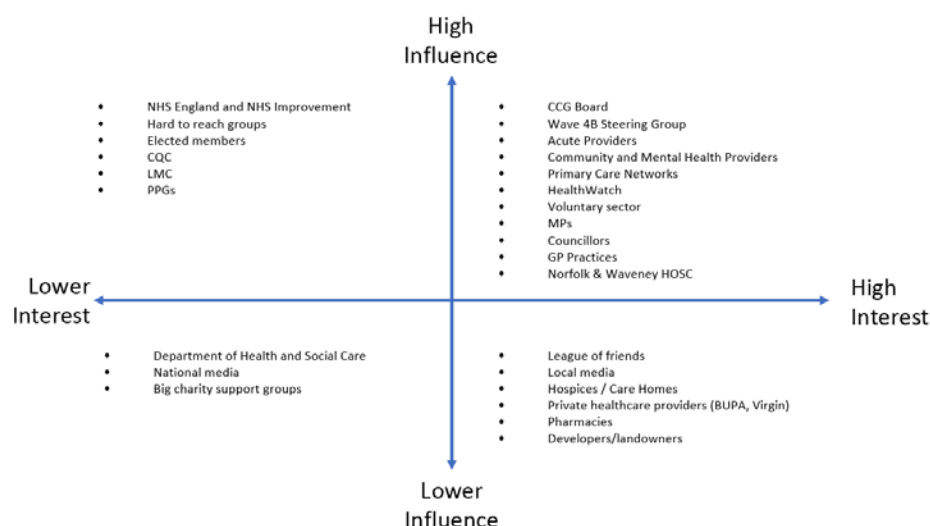 High
Influence
• NHS England and NHS Improvement
• Hard to reach groups
• Elected members
• CQC
• LMC
• PPGs
• CCG Board
• Wave 4B Steering Group
• Acute Providers
• Community and Mental Health Providers
• Primary Care Networks
• HealthWatch
• Voluntary sector
• MPs
• Councillors
• GP Practices
• Norfolk & Waveney HOSC
Lower
Interest
High
Interest
• Department of Health and Social Care
• National media
• Big charity support groups
• League of friends
• Local media
• Hospices / Care Homes
• Private healthcare providers (BUPA, Virgin)
• Pharmacies
• Developers/landowners
Lower
Influence